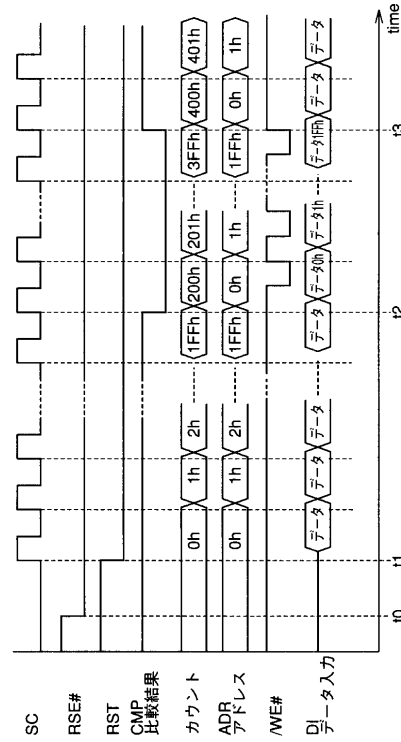 SC
RSE#
RST
CMP
比較結果
カウント 0h 1h 2h 1FFh 200h 201h 3FFh 400h 401h
ADR
アドレス 0h 1h 2h 1FFh 0h 1h 1FFh 0h 1h
/WE#
DI
データ入力 データ データ データ データ データ0h データ1h データ1FFh データ データ
t0 t1 t2 t3 time